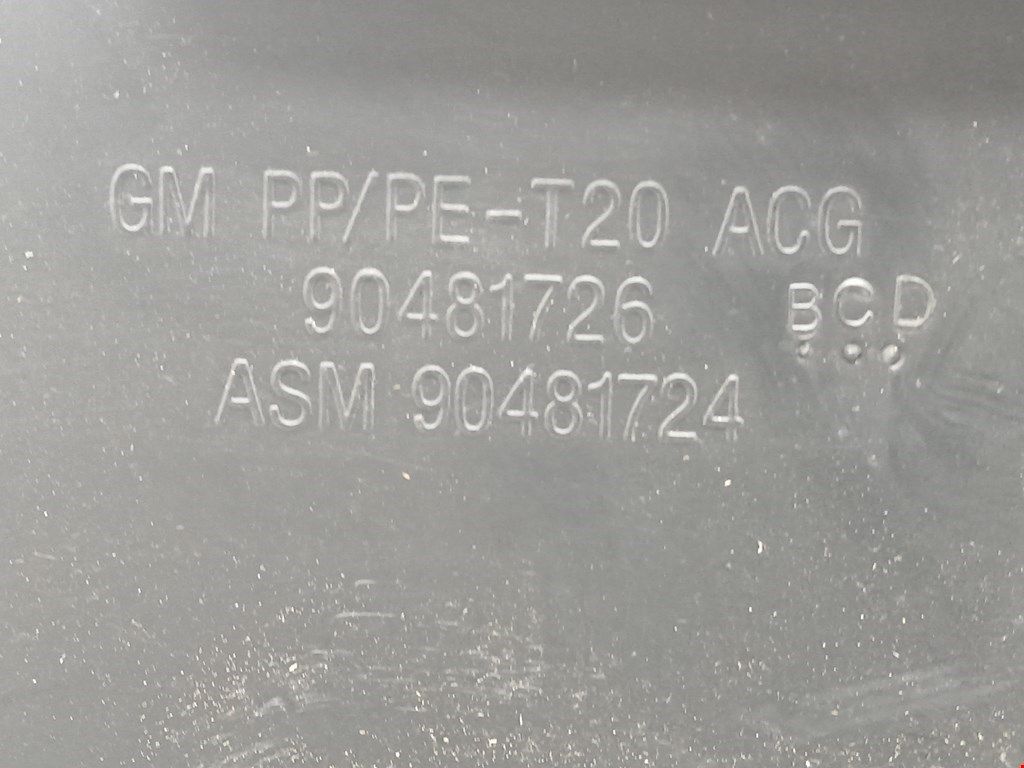 GM PP/PE-T20 ACG
90481726 BCD
ASM 90481724